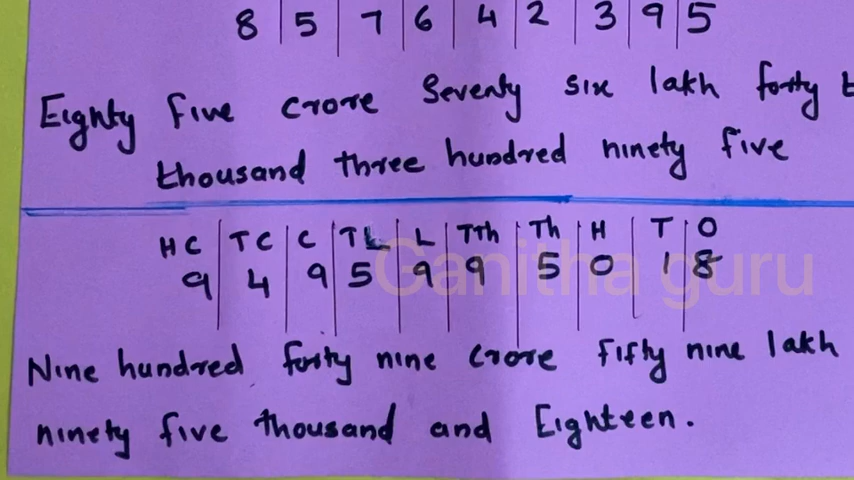 8 5 7 6 4 2 3 9 5
Eighty five crore seventy six lakh forty
thousand three hundred ninety five
HC TC C TL L TTh Th H T O
9 4 9 5 9 9 5 0 1 8
Ganitha guru
Nine hundred forty nine crore Fifty nine lakh
ninety five thousand and Eighteen.